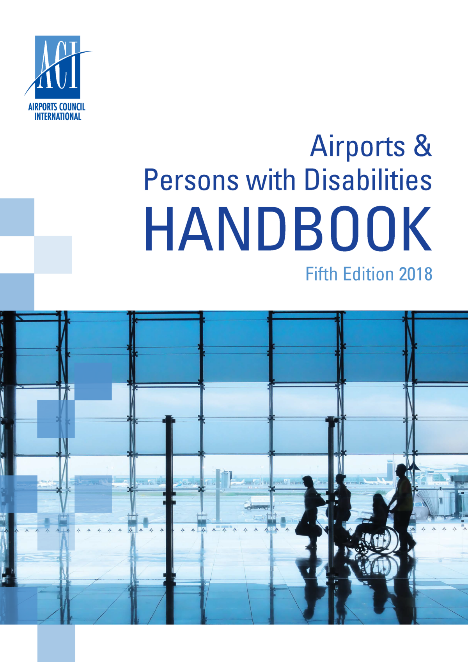 ACI
AIRPORTS COUNCIL
INTERNATIONAL
Airports &
Persons with Disabilities
HANDBOOK
Fifth Edition 2018